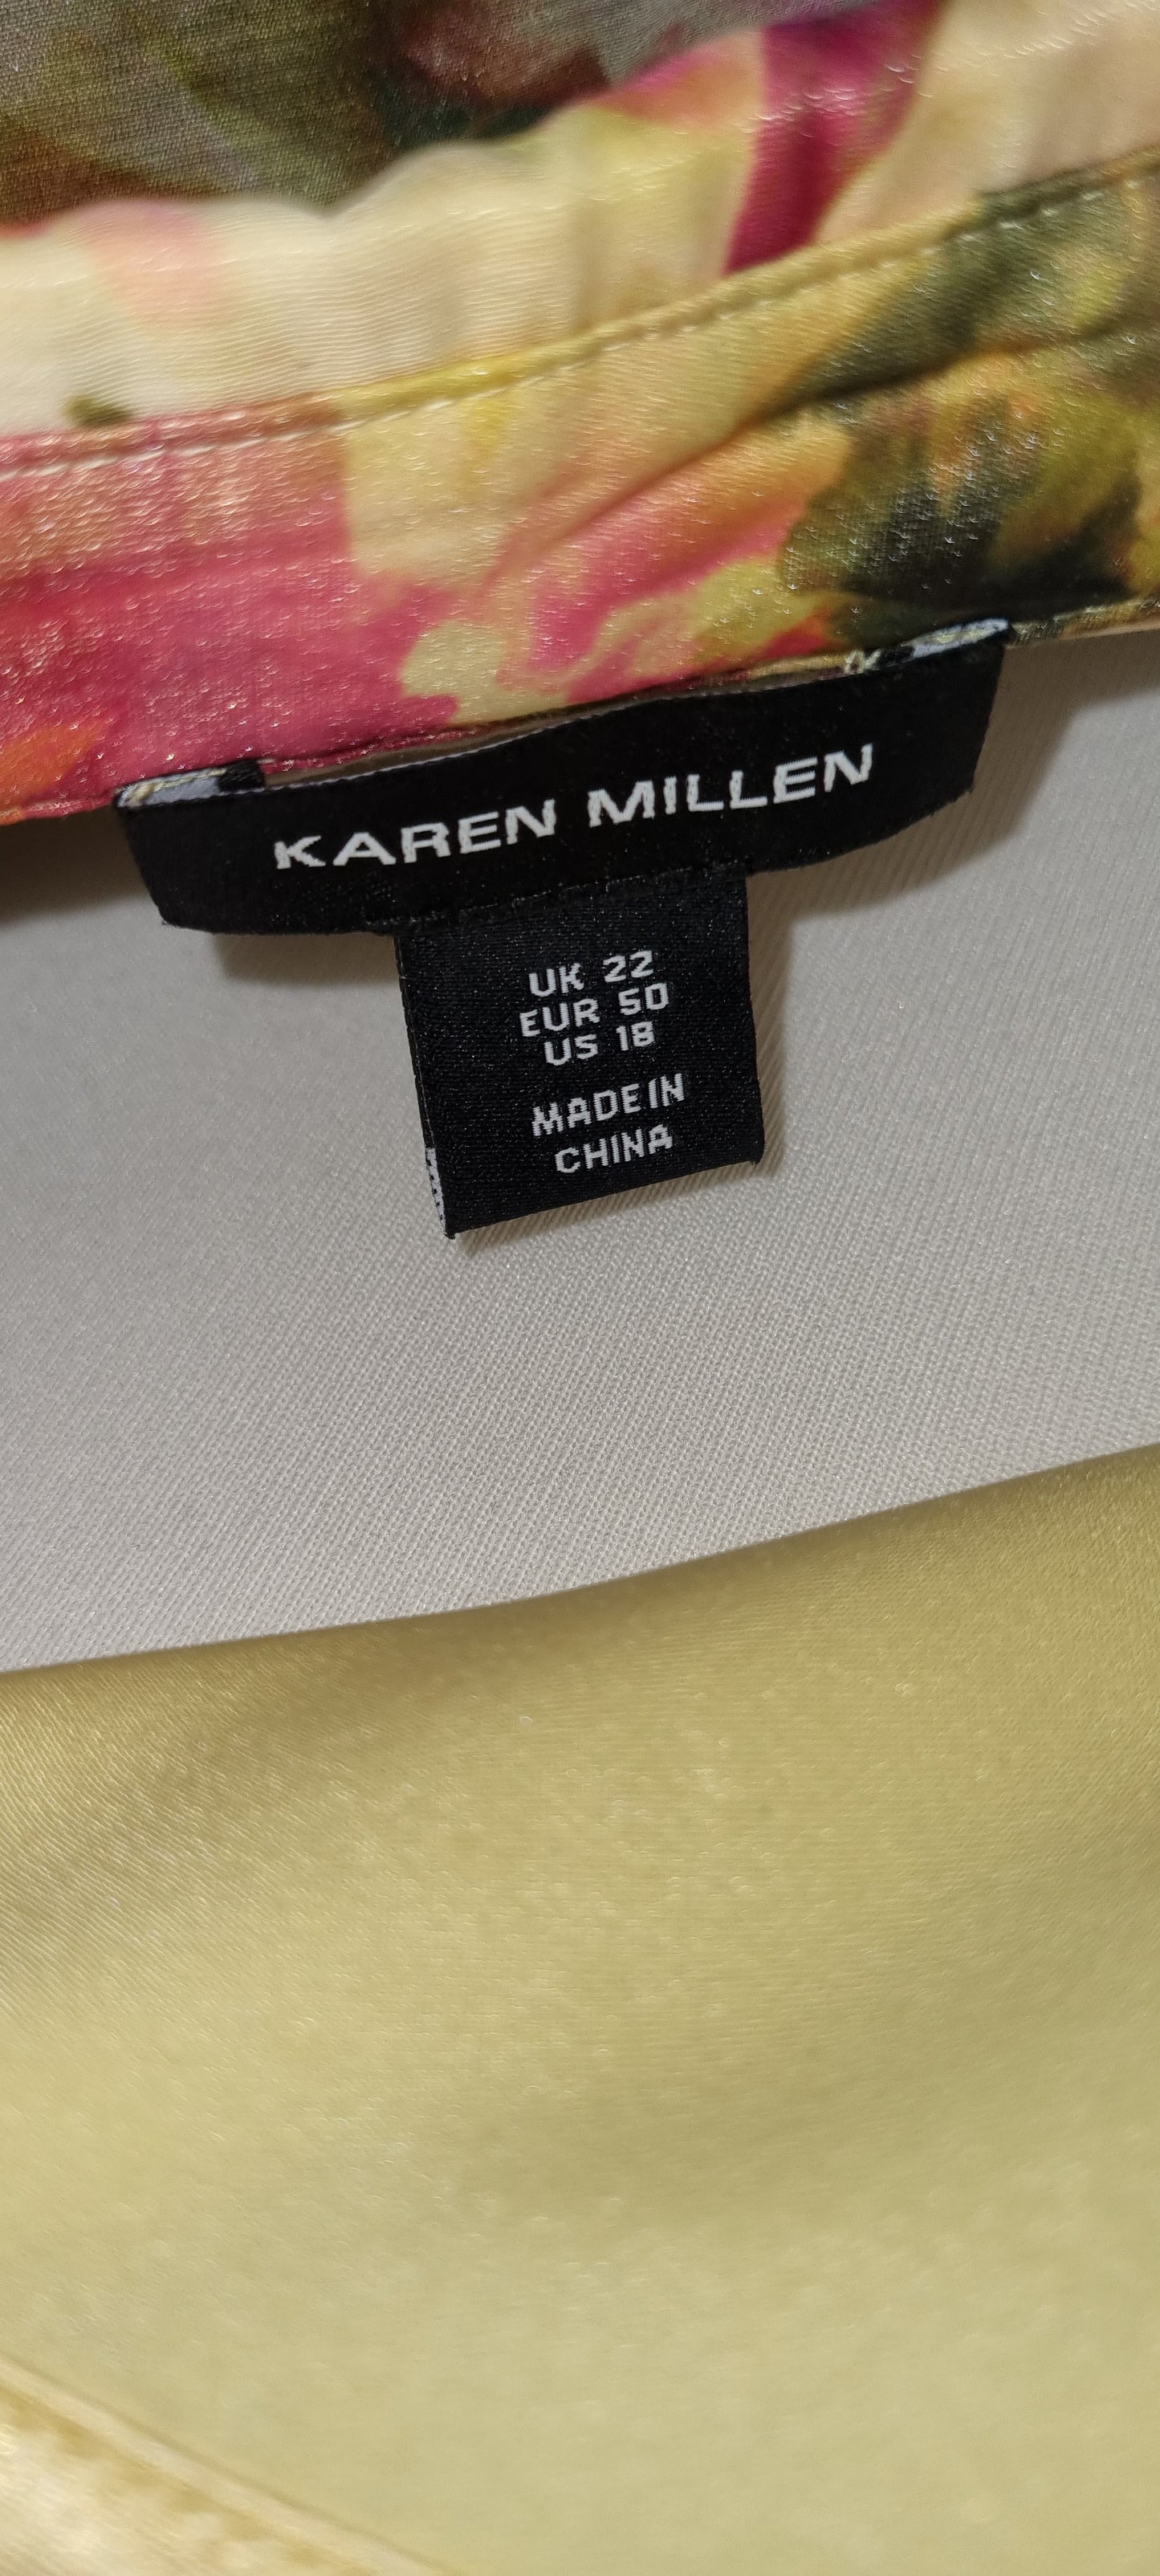 KAREN MILLEN
UK 22
EUR 50
US 18
MADE IN
CHINA